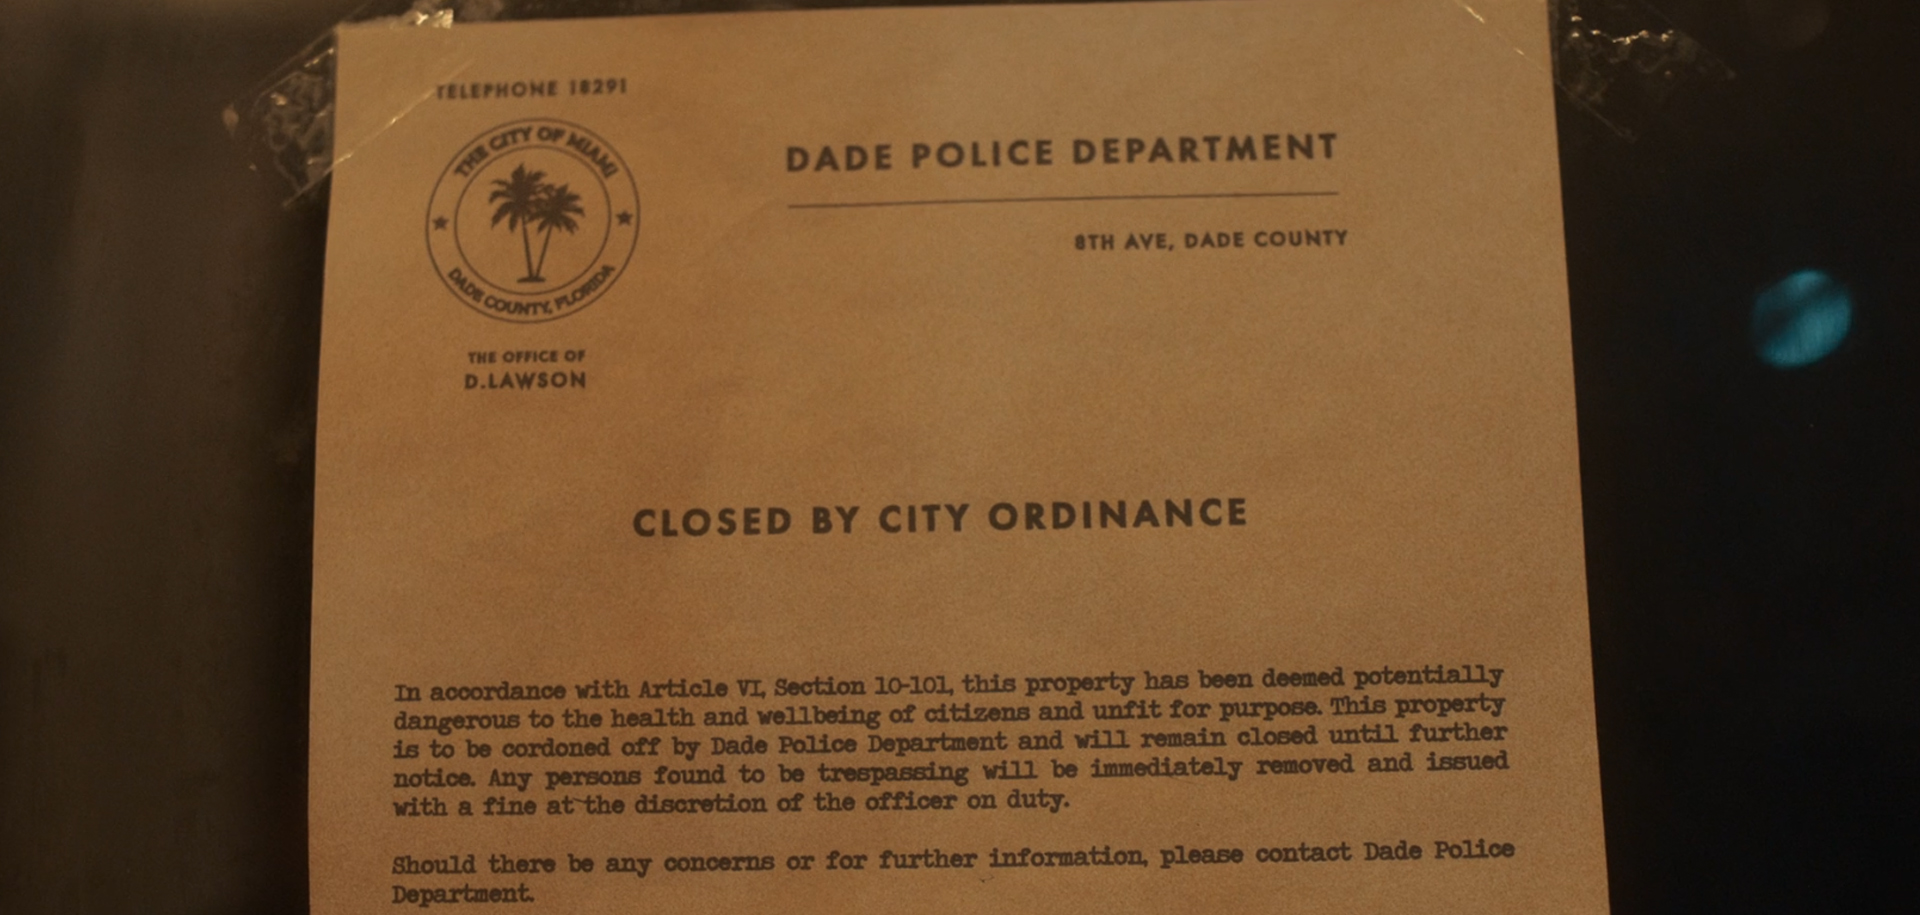 TELEPHONE 18291
THE CITY OF MIAMI
DADE COUNTY, FLORIDA
THE OFFICE OF
D.LAWSON
DADE POLICE DEPARTMENT
8TH AVE, DADE COUNTY
CLOSED BY CITY ORDINANCE
In accordance with Article VI, Section 10-101, this property has been deemed potentially
dangerous to the health and wellbeing of citizens and unfit for purpose. This property
is to be cordoned off by Dade Police Department and will remain closed until further
notice. Any persons found to be trespassing will be immediately removed and issued
with a fine at the discretion of the officer on duty.
Should there be any concerns or for further information, please contact Dade Police
Department.